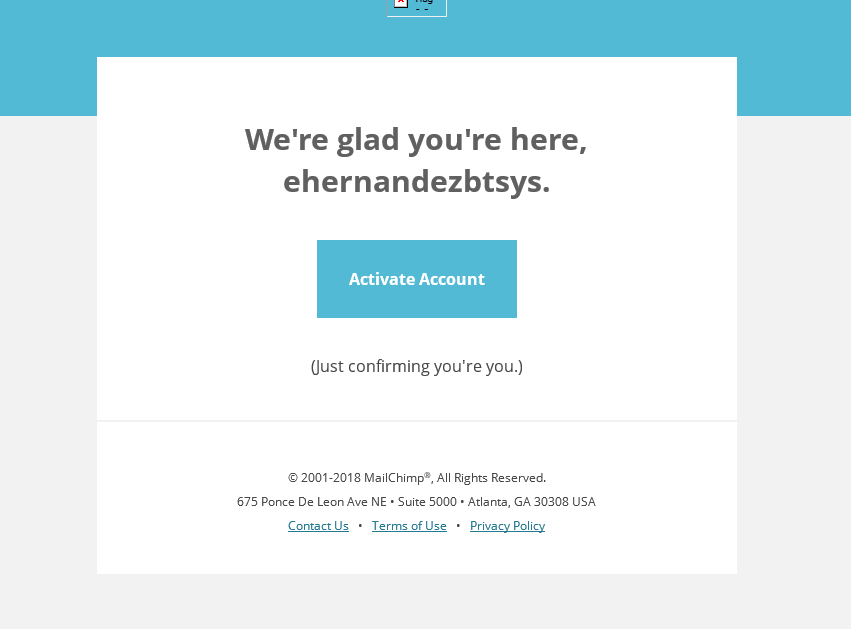 We're glad you're here,
ehernandezbtsys.
Activate Account
(Just confirming you're you.)
© 2001-2018 MailChimp®, All Rights Reserved.
675 Ponce De Leon Ave NE • Suite 5000 • Atlanta, GA 30308 USA
Contact Us • Terms of Use • Privacy Policy